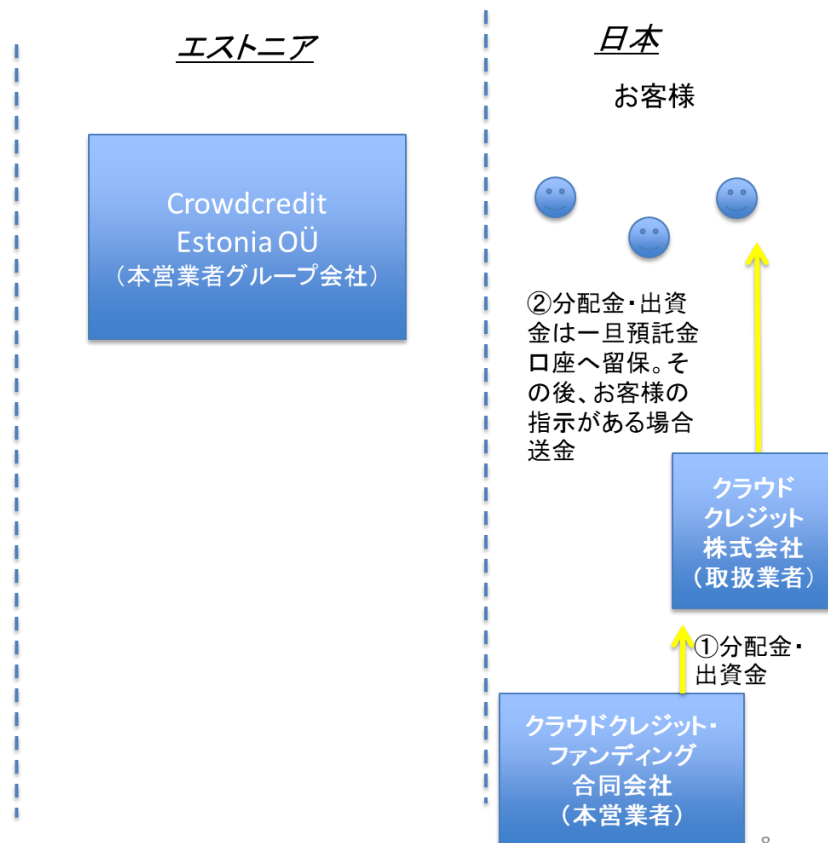 エストニア
日本
お客様
Crowdcredit
Estonia OÜ
（本営業者グループ会社）
②分配金・出資
金は一旦預託金
口座へ留保。そ
の後、お客様の
指示がある場合
送金
クラウド
クレジット
株式会社
（取扱業者）
①分配金・
出資金
クラウドクレジット・
ファンディング
合同会社
（本営業者）